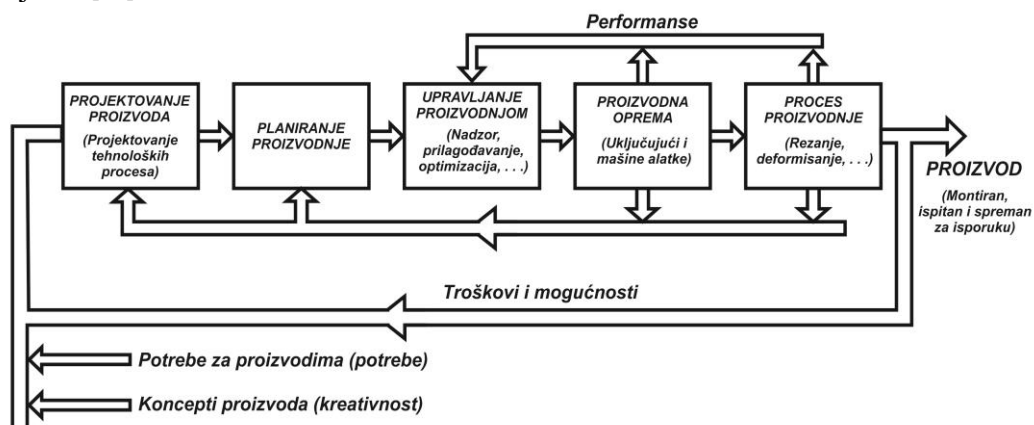 Performanse
PROJEKTOVANJE
PROIZVODA
(Projektovanje
tehnoloških
procesa)
PLANIRANJE
PROIZVODNJE
UPRAVLJANJE
PROIZVODNJOM
(Nadzor,
prilagođavanje,
optimizacija, . . .)
PROIZVODNA
OPREMA
(Uključujući i
mašine alatke)
PROCES
PROIZVODNJE
(Rezanje,
deformisanje, . . .)
PROIZVOD
(Montiran,
ispitan i spreman
za isporuku)
Troškovi i mogućnosti
Potrebe za proizvodima (potrebe)
Koncepti proizvoda (kreativnost)